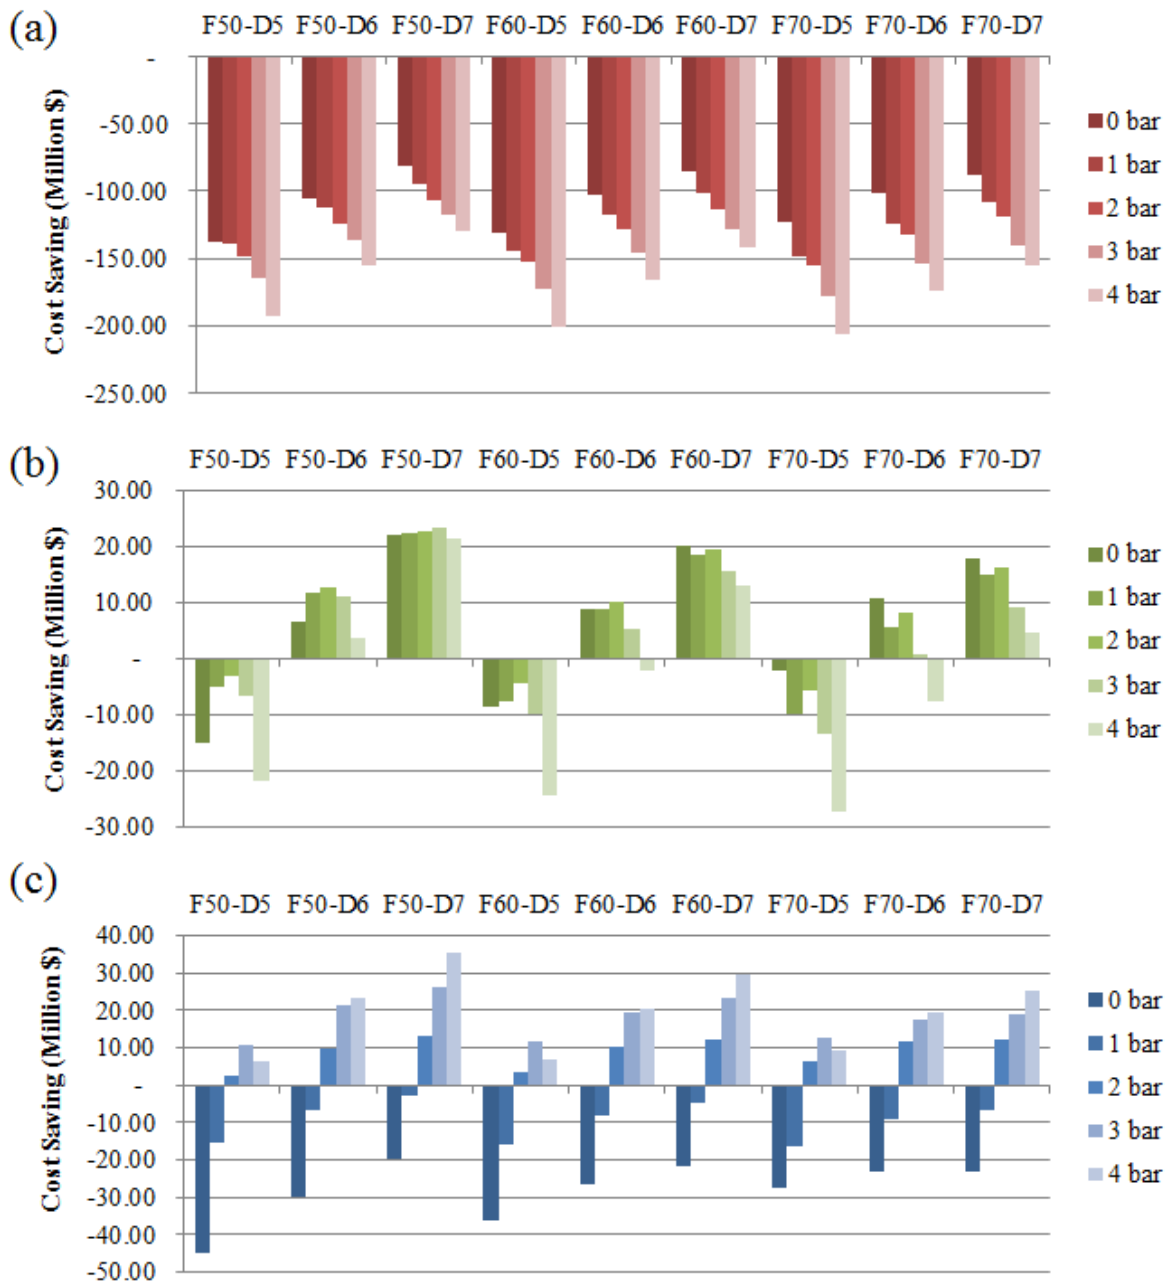 (a)
F50-D5 F50-D6 F50-D7 F60-D5 F60-D6 F60-D7 F70-D5 F70-D6 F70-D7
Cost Saving (Million $)
-
-50.00
-100.00
-150.00
-200.00
-250.00
0 bar
1 bar
2 bar
3 bar
4 bar
(b)
F50-D5 F50-D6 F50-D7 F60-D5 F60-D6 F60-D7 F70-D5 F70-D6 F70-D7
Cost Saving (Million $)
30.00
20.00
10.00
-
-10.00
-20.00
-30.00
0 bar
1 bar
2 bar
3 bar
4 bar
(c)
F50-D5 F50-D6 F50-D7 F60-D5 F60-D6 F60-D7 F70-D5 F70-D6 F70-D7
Cost Saving (Million $)
40.00
30.00
20.00
10.00
-
-10.00
-20.00
-30.00
-40.00
-50.00
0 bar
1 bar
2 bar
3 bar
4 bar